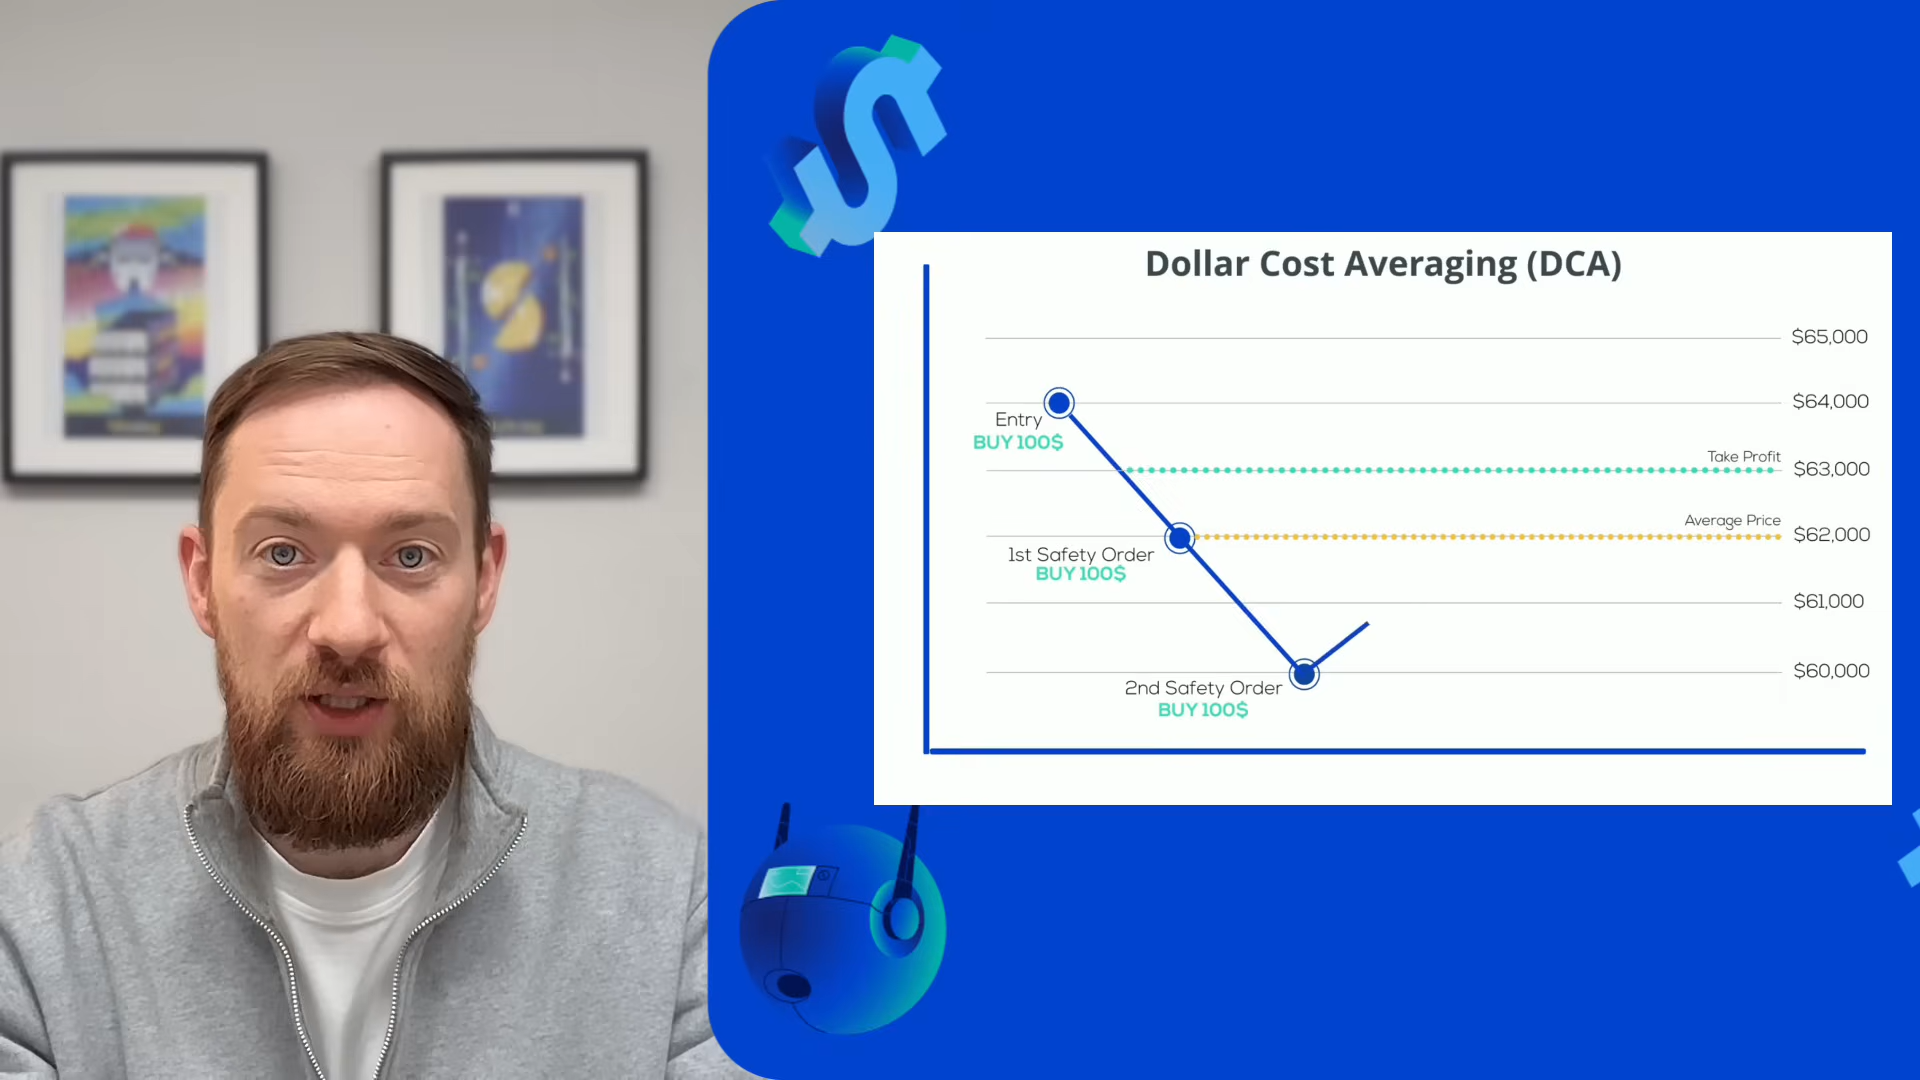 Dollar Cost Averaging (DCA)
$65,000
$64,000
Entry
BUY 100$
Take Profit
$63,000
Average Price
$62,000
1st Safety Order
BUY 100$
$61,000
$60,000
2nd Safety Order
BUY 100$